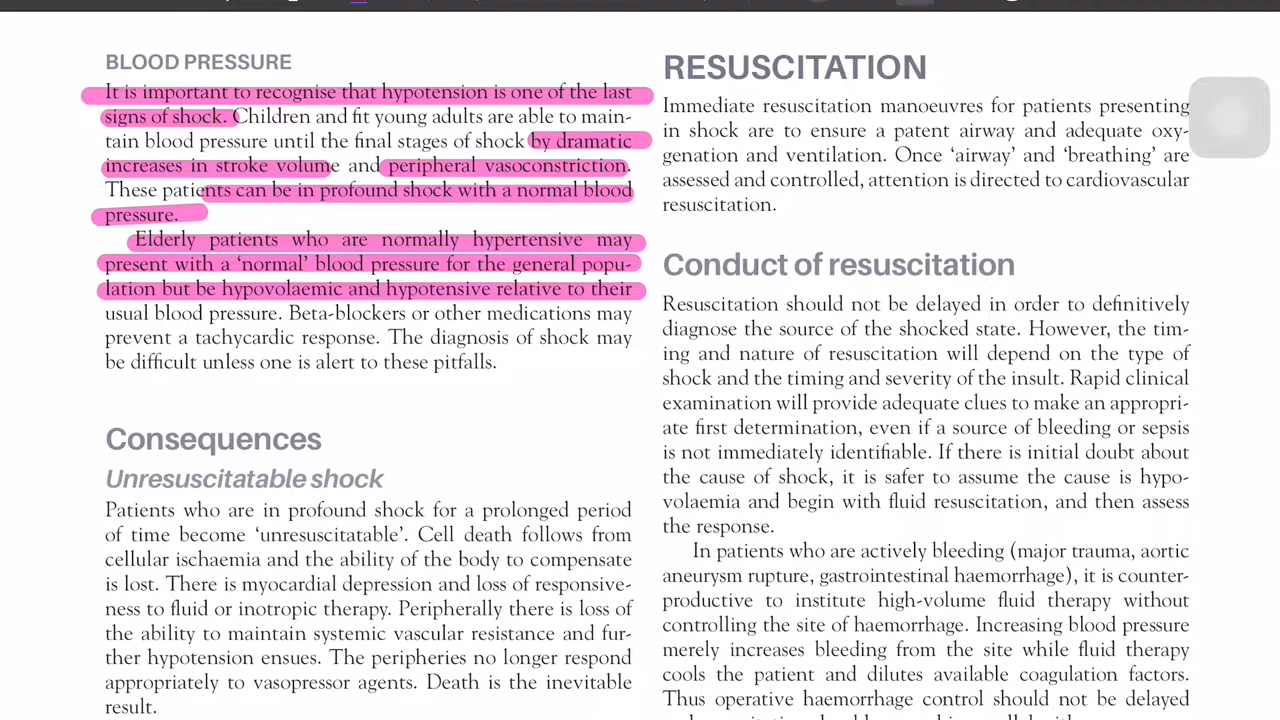 BLOOD PRESSURE
It is important to recognise that hypotension is one of the last
signs of shock. Children and fit young adults are able to main-
tain blood pressure until the final stages of shock by dramatic
increases in stroke volume and peripheral vasoconstriction.
These patients can be in profound shock with a normal blood
pressure.
Elderly patients who are normally hypertensive may
present with a ‘normal’ blood pressure for the general popu-
lation but be hypovolaemic and hypotensive relative to their
usual blood pressure. Beta-blockers or other medications may
prevent a tachycardic response. The diagnosis of shock may
be difficult unless one is alert to these pitfalls.
Consequences
Unresuscitatable shock
Patients who are in profound shock for a prolonged period
of time become ‘unresuscitatable’. Cell death follows from
cellular ischaemia and the ability of the body to compensate
is lost. There is myocardial depression and loss of responsive-
ness to fluid or inotropic therapy. Peripherally there is loss of
the ability to maintain systemic vascular resistance and fur-
ther hypotension ensues. The peripheries no longer respond
appropriately to vasopressor agents. Death is the inevitable
result.
RESUSCITATION
Immediate resuscitation manoeuvres for patients presenting
in shock are to ensure a patent airway and adequate oxy-
genation and ventilation. Once ‘airway’ and ‘breathing’ are
assessed and controlled, attention is directed to cardiovascular
resuscitation.
Conduct of resuscitation
Resuscitation should not be delayed in order to definitively
diagnose the source of the shocked state. However, the tim-
ing and nature of resuscitation will depend on the type of
shock and the timing and severity of the insult. Rapid clinical
examination will provide adequate clues to make an appropri-
ate first determination, even if a source of bleeding or sepsis
is not immediately identifiable. If there is initial doubt about
the cause of shock, it is safer to assume the cause is hypo-
volaemia and begin with fluid resuscitation, and then assess
the response.
In patients who are actively bleeding (major trauma, aortic
aneurysm rupture, gastrointestinal haemorrhage), it is counter-
productive to institute high-volume fluid therapy without
controlling the site of haemorrhage. Increasing blood pressure
merely increases bleeding from the site while fluid therapy
cools the patient and dilutes available coagulation factors.
Thus operative haemorrhage control should not be delayed